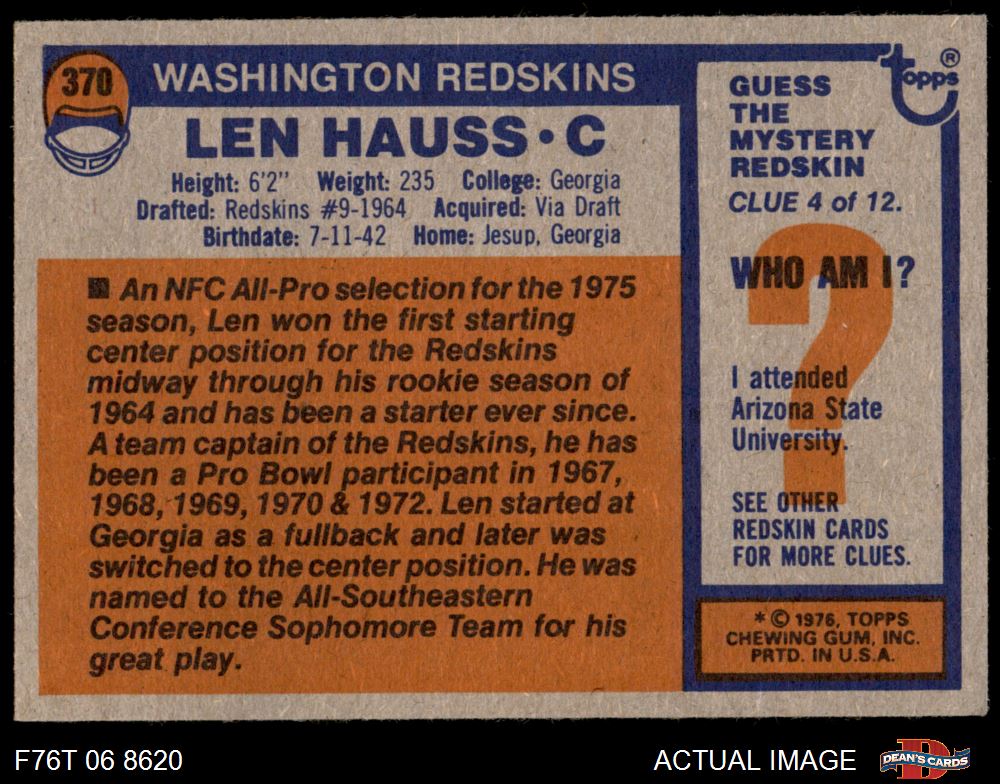 370
WASHINGTON REDSKINS
LEN HAUSS • C
Height: 6'2" Weight: 235 College: Georgia
Drafted: Redskins #9-1964 Acquired: Via Draft
Birthdate: 7-11-42 Home: Jesup, Georgia
■ An NFC All-Pro selection for the 1975
season, Len won the first starting
center position for the Redskins
midway through his rookie season of
1964 and has been a starter ever since.
A team captain of the Redskins, he has
been a Pro Bowl participant in 1967,
1968, 1969, 1970 & 1972. Len started at
Georgia as a fullback and later was
switched to the center position. He was
named to the All-Southeastern
Conference Sophomore Team for his
great play.
topps®
GUESS
THE
MYSTERY
REDSKIN
CLUE 4 of 12.
WHO AM I?
?
I attended
Arizona State
University.
SEE OTHER
REDSKIN CARDS
FOR MORE CLUES.
* © 1976, TOPPS
CHEWING GUM, INC.
PRTD. IN U.S.A.
F76T 06 8620
ACTUAL IMAGE
D
DEAN'S CARDS